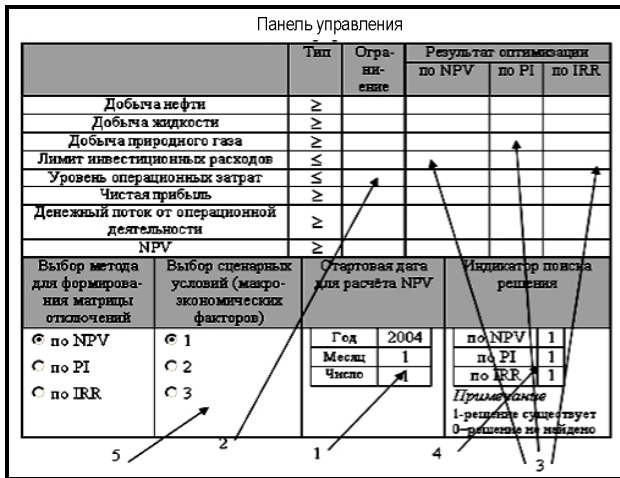 Панель управления
Тип Огра- Результат оптимизации
ни- по NPV по PI по IRR
ение
Добыча нефти ≥
Добыча жидкости ≥
Добыча природного газа ≥
Лимит инвестиционных расходов ≤
Уровень операционных затрат ≤
Чистая прибыль ≥
Денежный поток от операционной
деятельности ≥
NPV ≥
Выбор метода Выбор сценарных Стартовая дата Индикатор поиска
для формирова- условий (макро- для расчёта NPV решения
ния матрицы экономических
отклонений факторов)
по NPV 1 Год 2004 по NPV 1
по PI 2 Месяц 1 по PI 1
по IRR 3 Число 1 по IRR 1
Примечание
1-решение существует
0–решение не найдено
5 2 1 4 3